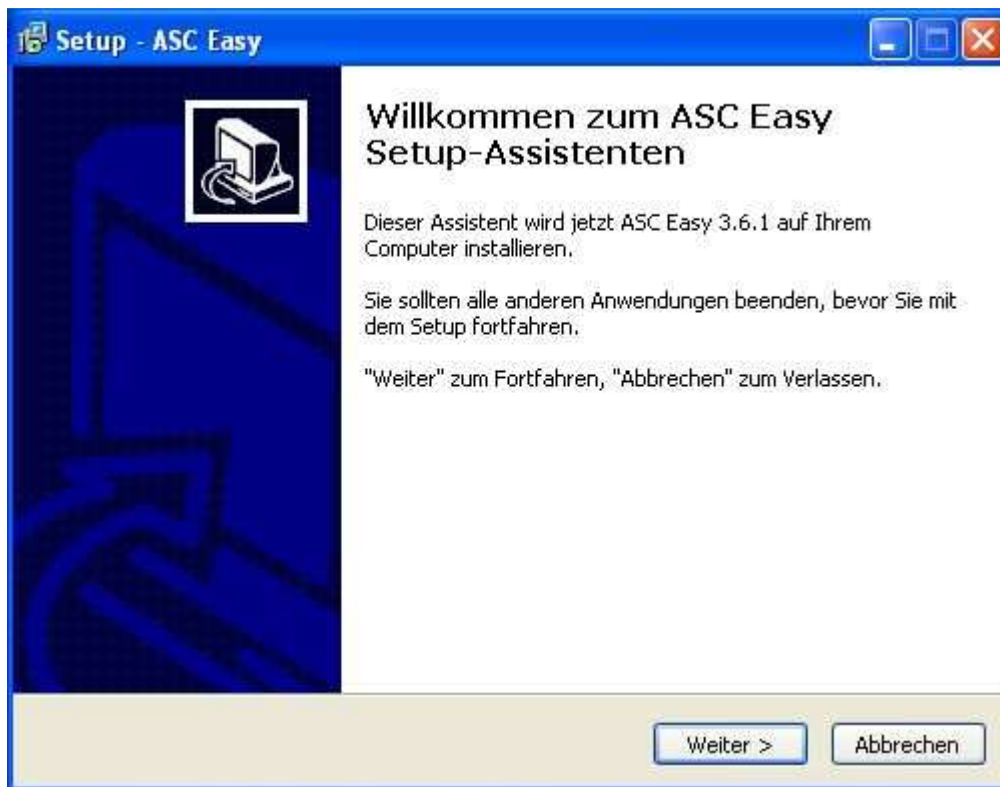 Setup - ASC Easy
Willkommen zum ASC Easy
Setup-Assistenten
Dieser Assistent wird jetzt ASC Easy 3.6.1 auf Ihrem
Computer installieren.
Sie sollten alle anderen Anwendungen beenden, bevor Sie mit
dem Setup fortfahren.
"Weiter" zum Fortfahren, "Abbrechen" zum Verlassen.
Weiter >
Abbrechen